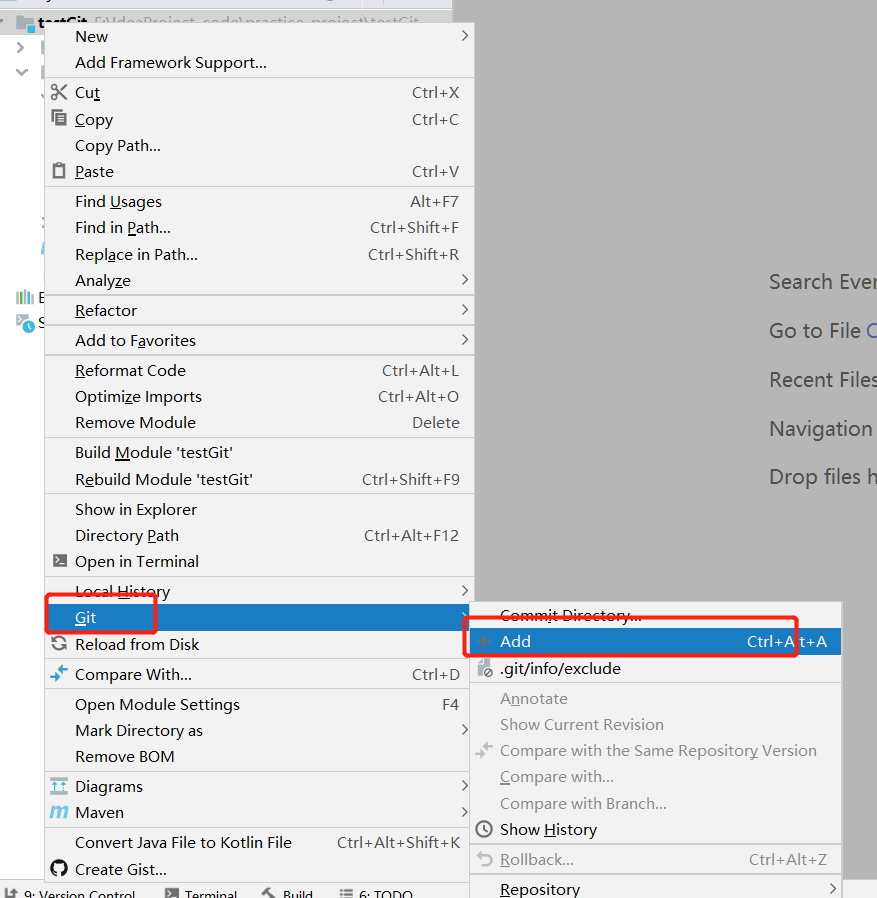 testGit E:\IdeaProject_code\practice_project\testGit
New
Add Framework Support...
Cut Ctrl+X
Copy Ctrl+C
Copy Path...
Paste Ctrl+V
Find Usages Alt+F7
Find in Path... Ctrl+Shift+F
Replace in Path... Ctrl+Shift+R
Analyze
Refactor
Add to Favorites
Reformat Code Ctrl+Alt+L
Optimize Imports Ctrl+Alt+O
Remove Module Delete
Build Module 'testGit'
Rebuild Module 'testGit' Ctrl+Shift+F9
Show in Explorer
Directory Path Ctrl+Alt+F12
Open in Terminal
Local History
Git
Reload from Disk
Compare With... Ctrl+D
Open Module Settings F4
Mark Directory as
Remove BOM
Diagrams
Maven
Convert Java File to Kotlin File Ctrl+Alt+Shift+K
Create Gist...
Commit Directory...
Add Ctrl+Alt+A
.git/info/exclude
Annotate
Show Current Revision
Compare with the Same Repository Version
Compare with...
Compare with Branch...
Show History
Rollback... Ctrl+Alt+Z
Repository
Search Ever
Go to File C
Recent Files
Navigation
Drop files h
9: Version Control Terminal Build 6: TODO